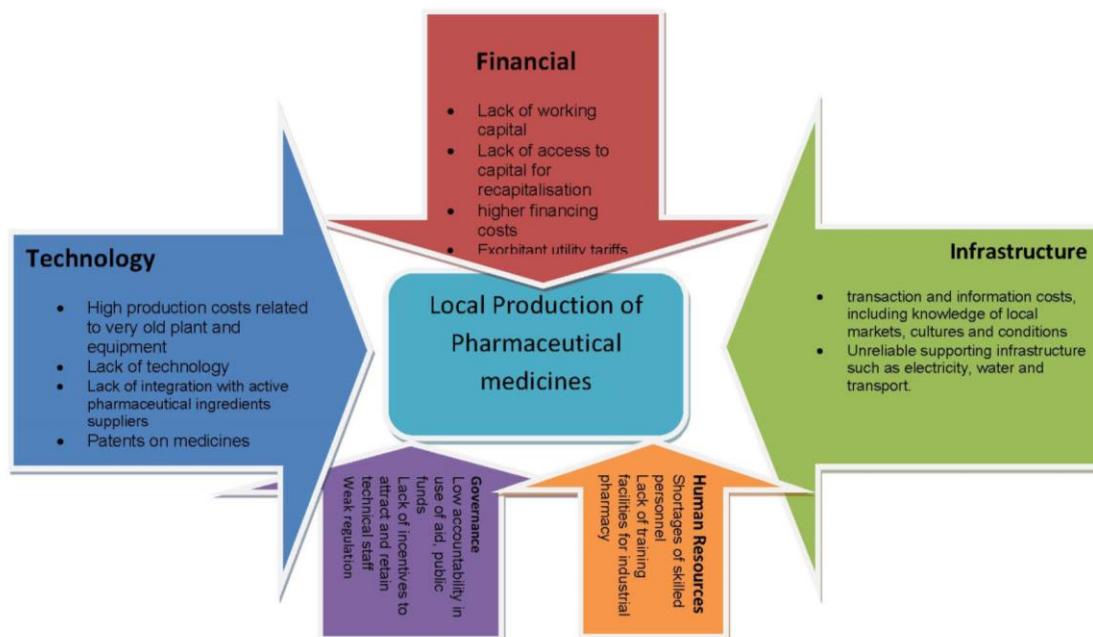 Financial
• Lack of working
capital
• Lack of access to
capital for
recapitalisation
• higher financing
costs
• Exorbitant utility tariffs
Technology
• High production costs related
to very old plant and
equipment
• Lack of technology
• Lack of integration with active
pharmaceutical ingredients
suppliers
• Patents on medicines
Local Production of
Pharmaceutical
medicines
Infrastructure
• transaction and information costs,
including knowledge of local
markets, cultures and conditions
• Unreliable supporting infrastructure
such as electricity, water and
transport.
Governance
Low accountability in
use of aid, public
funds
Lack of incentives to
attract and retain
technical staff
Weak regulation
Human Resources
Shortages of skilled
personnel
Lack of training
facilities for industrial
pharmacy